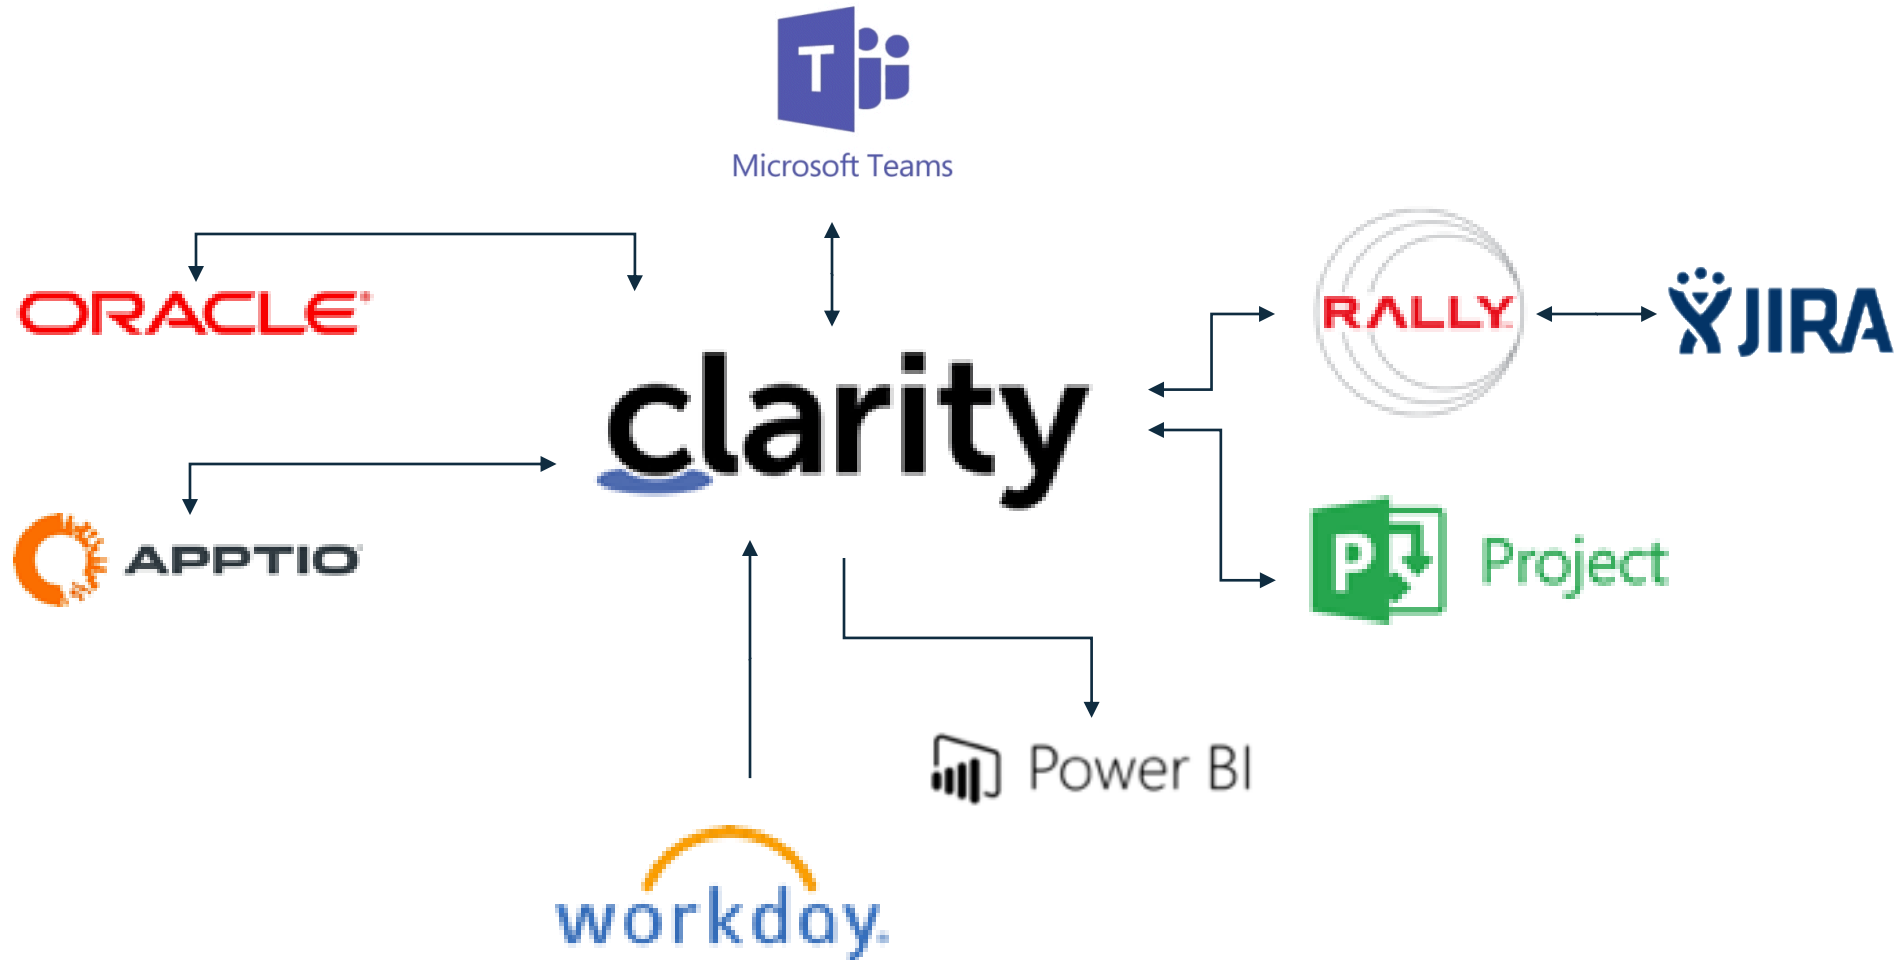 Microsoft Teams
ORACLE®
RALLY
JIRA
clarity
APPTIO
Project
Power BI
workday.